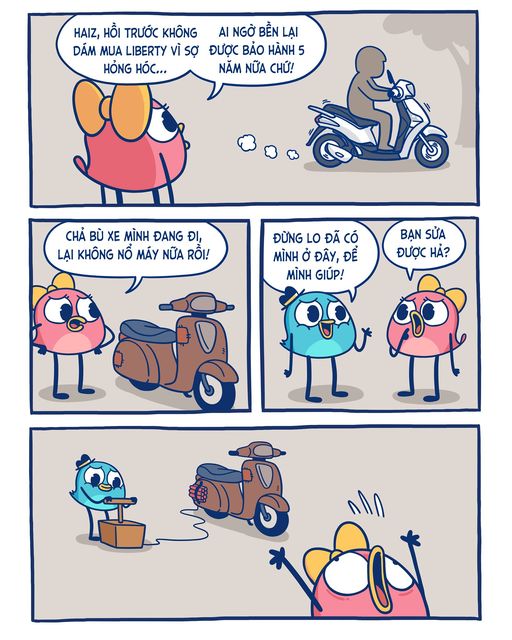 HAIZ, HỒI TRƯỚC KHÔNG
DÁM MUA LIBERTY VÌ SỢ
HỎNG HÓC...
AI NGỜ BỀN LẠI
ĐƯỢC BẢO HÀNH 5
NĂM NỮA CHỨ!
CHẢ BÙ XE MÌNH ĐANG ĐI,
LẠI KHÔNG NỔ MÁY NỮA RỒI!
ĐỪNG LO ĐÃ CÓ
MÌNH Ở ĐÂY, ĐỂ
MÌNH GIÚP!
BẠN SỬA
ĐƯỢC HẢ?